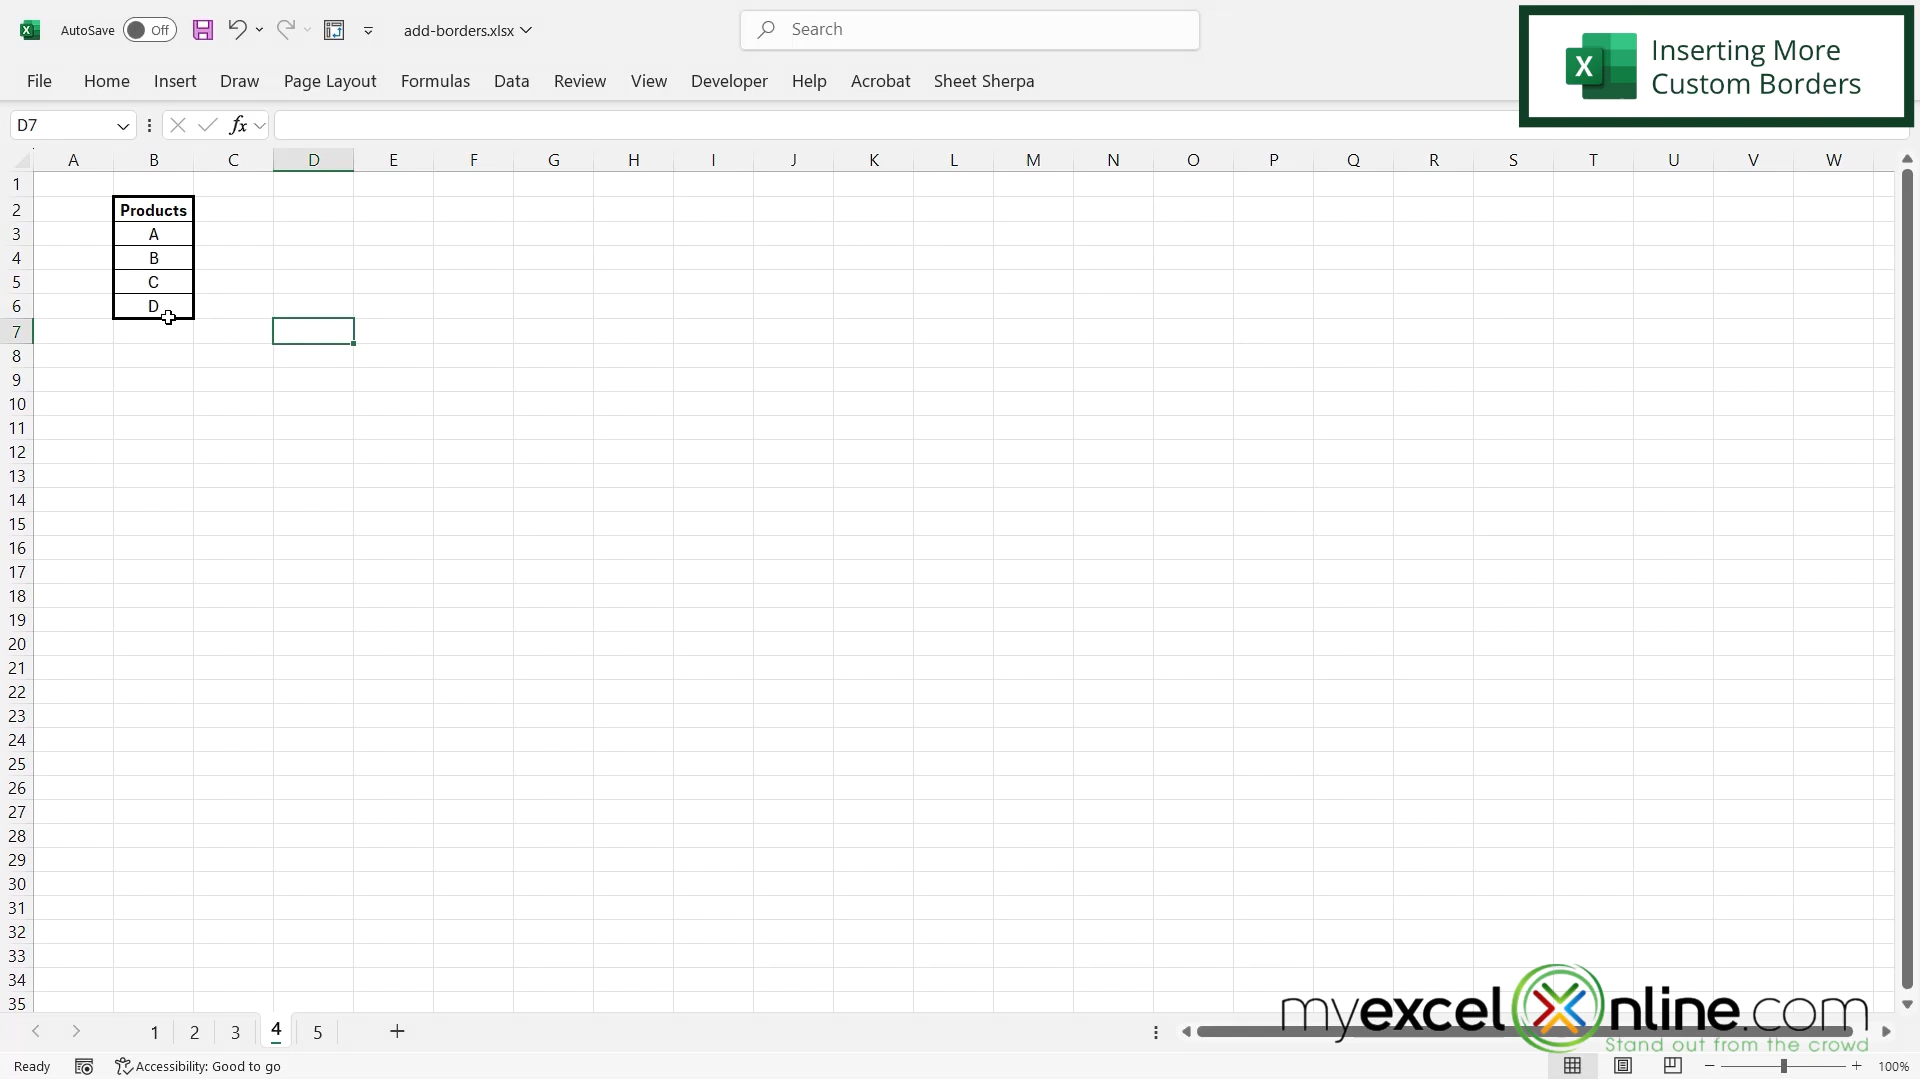 AutoSave Off add-borders.xlsx Search
Inserting More
Custom Borders
File Home Insert Draw Page Layout Formulas Data Review View Developer Help Acrobat Sheet Sherpa
D7 fx
A B C D E F G H I J K L M N O P Q R S T U V W
1
2 Products
3 A
4 B
5 C
6 D
7
8
9
10
11
12
13
14
15
16
17
18
19
20
21
22
23
24
25
26
27
28
29
30
31
32
33
34
35
myexcelOnline.com
Stand out from the crowd
1 2 3 4 5 +
Ready Accessibility: Good to go 100%